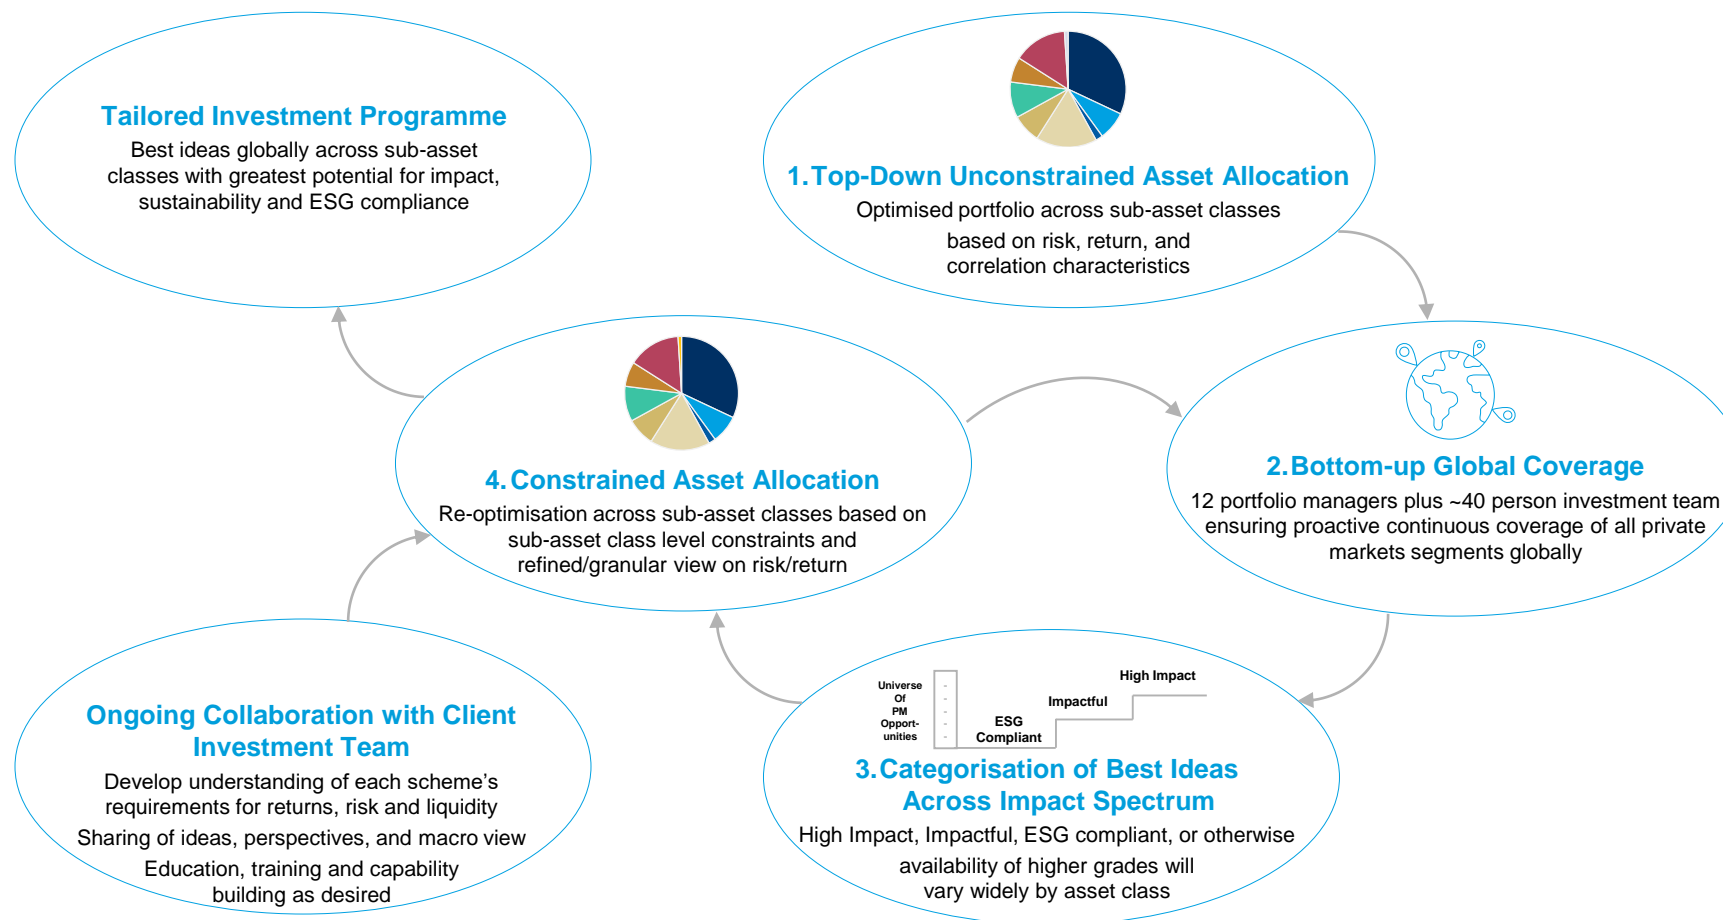 Tailored Investment Programme
Best ideas globally across sub-asset
classes with greatest potential for impact,
sustainability and ESG compliance
1. Top-Down Unconstrained Asset Allocation
Optimised portfolio across sub-asset classes
based on risk, return, and
correlation characteristics
4. Constrained Asset Allocation
Re-optimisation across sub-asset classes based on
sub-asset class level constraints and
refined/granular view on risk/return
2. Bottom-up Global Coverage
12 portfolio managers plus ~40 person investment team
ensuring proactive continuous coverage of all private
markets segments globally
Ongoing Collaboration with Client
Investment Team
Develop understanding of each scheme's
requirements for returns, risk and liquidity
Sharing of ideas, perspectives, and macro view
Education, training and capability
building as desired
Universe
Of
PM
Opport-
unities
-
-
-
-
-
ESG
Compliant
Impactful
High Impact
3. Categorisation of Best Ideas
Across Impact Spectrum
High Impact, Impactful, ESG compliant, or otherwise
availability of higher grades will
vary widely by asset class